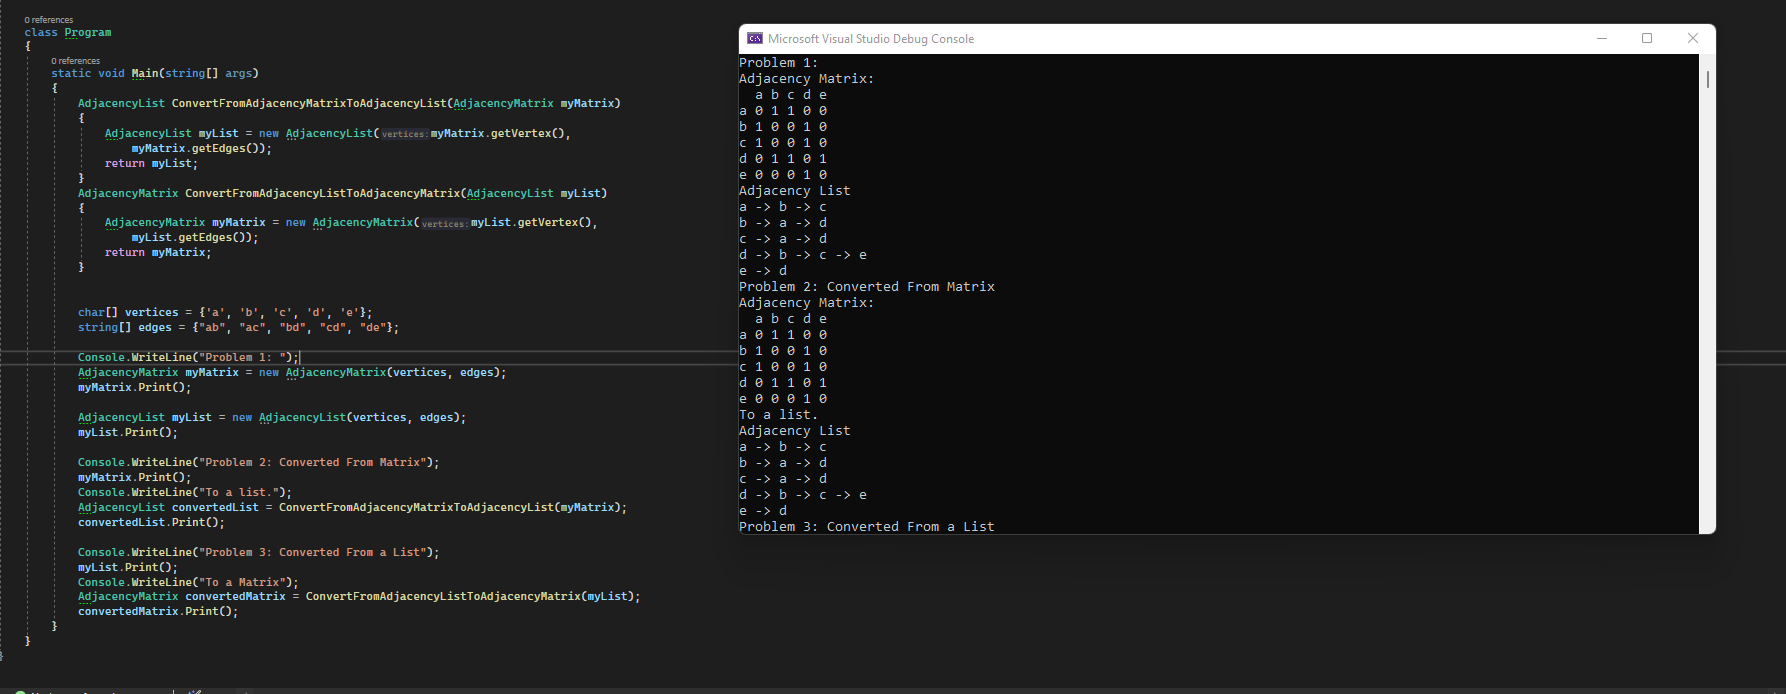 0 references
class Program
{
0 references
static void Main(string[] args)
{
AdjacencyList ConvertFromAdjacencyMatrixToAdjacencyList(AdjacencyMatrix myMatrix)
{
AdjacencyList myList = new AdjacencyList(vertices:myMatrix.getVertex(),
myMatrix.getEdges());
return myList;
}
AdjacencyMatrix ConvertFromAdjacencyListToAdjacencyMatrix(AdjacencyList myList)
{
AdjacencyMatrix myMatrix = new AdjacencyMatrix(vertices:myList.getVertex(),
myList.getEdges());
return myMatrix;
}
char[] vertices = {'a', 'b', 'c', 'd', 'e'};
string[] edges = {"ab", "ac", "bd", "cd", "de"};
Console.WriteLine("Problem 1: ");
AdjacencyMatrix myMatrix = new AdjacencyMatrix(vertices, edges);
myMatrix.Print();
AdjacencyList myList = new AdjacencyList(vertices, edges);
myList.Print();
Console.WriteLine("Problem 2: Converted From Matrix");
myMatrix.Print();
Console.WriteLine("To a list.");
AdjacencyList convertedList = ConvertFromAdjacencyMatrixToAdjacencyList(myMatrix);
convertedList.Print();
Console.WriteLine("Problem 3: Converted From a List");
myList.Print();
Console.WriteLine("To a Matrix");
AdjacencyMatrix convertedMatrix = ConvertFromAdjacencyListToAdjacencyMatrix(myList);
convertedMatrix.Print();
}
}
}
Microsoft Visual Studio Debug Console
Problem 1:
Adjacency Matrix:
a b c d e
a 0 1 1 0 0
b 1 0 0 1 0
c 1 0 0 1 0
d 0 1 1 0 1
e 0 0 0 1 0
Adjacency List
a -> b -> c
b -> a -> d
c -> a -> d
d -> b -> c -> e
e -> d
Problem 2: Converted From Matrix
Adjacency Matrix:
a b c d e
a 0 1 1 0 0
b 1 0 0 1 0
c 1 0 0 1 0
d 0 1 1 0 1
e 0 0 0 1 0
To a list.
Adjacency List
a -> b -> c
b -> a -> d
c -> a -> d
d -> b -> c -> e
e -> d
Problem 3: Converted From a List